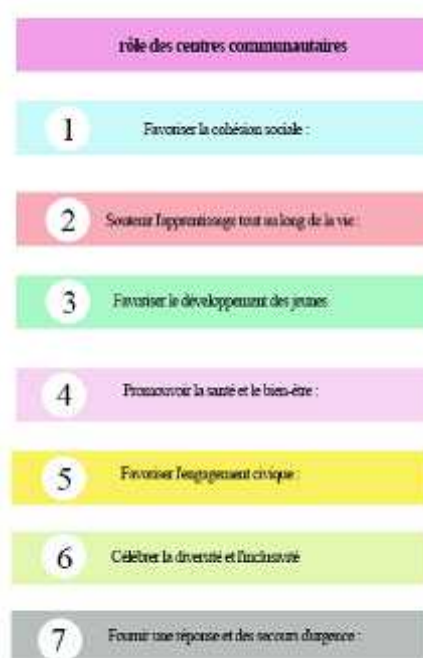 rôle des centres communautaires
1 Favoriser la cohésion sociale :
2 Soutenir l'apprentissage tout au long de la vie :
3 Favoriser le développement des jeunes
4 Promouvoir la santé et le bien-être :
5 Favoriser l'engagement civique :
6 Célébrer la diversité et l'inclusivité
7 Fournir une réponse et des secours d'urgence :